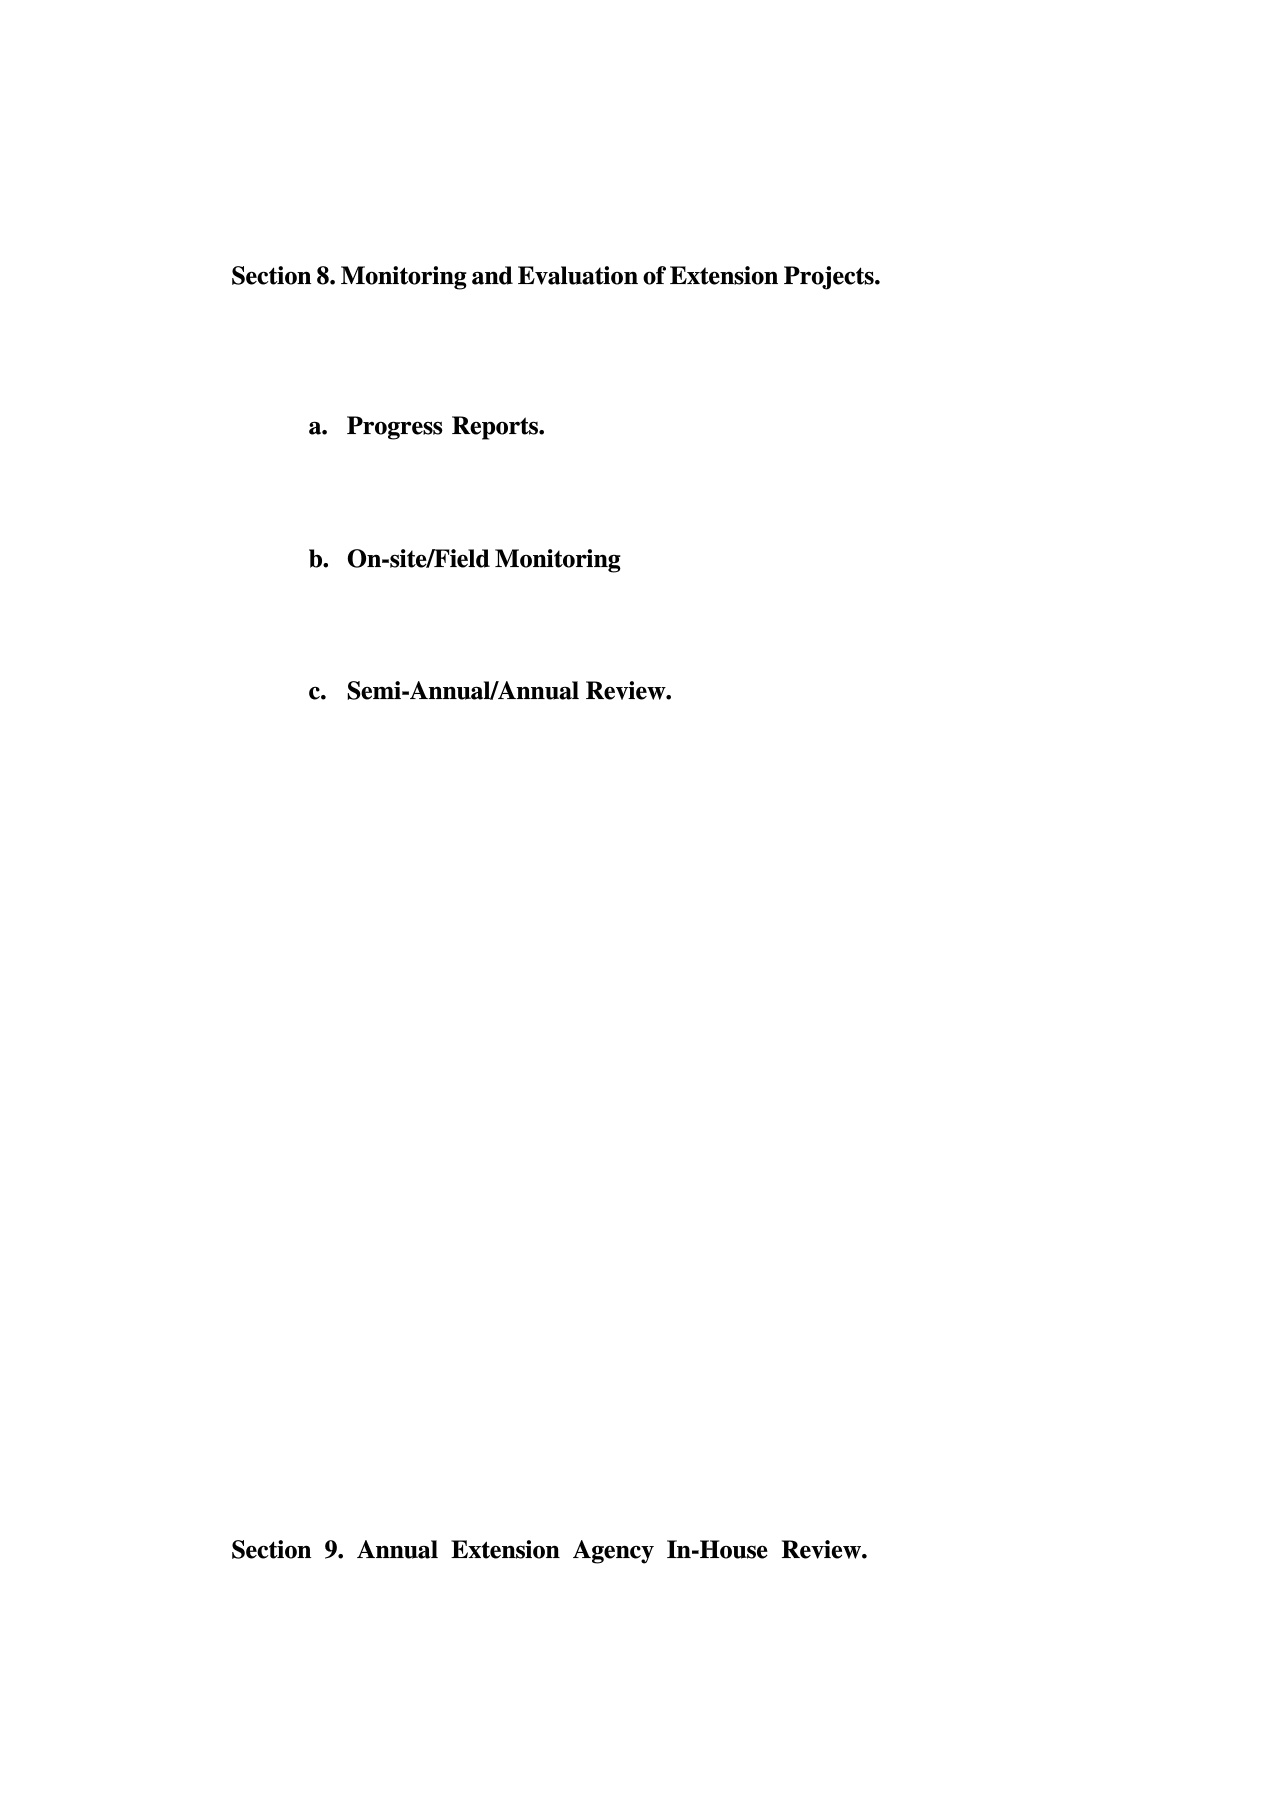 Section 8. Monitoring and Evaluation of Extension Projects.
a. Progress Reports.
b. On-site/Field Monitoring
c. Semi-Annual/Annual Review.
Section 9. Annual Extension Agency In-House Review.